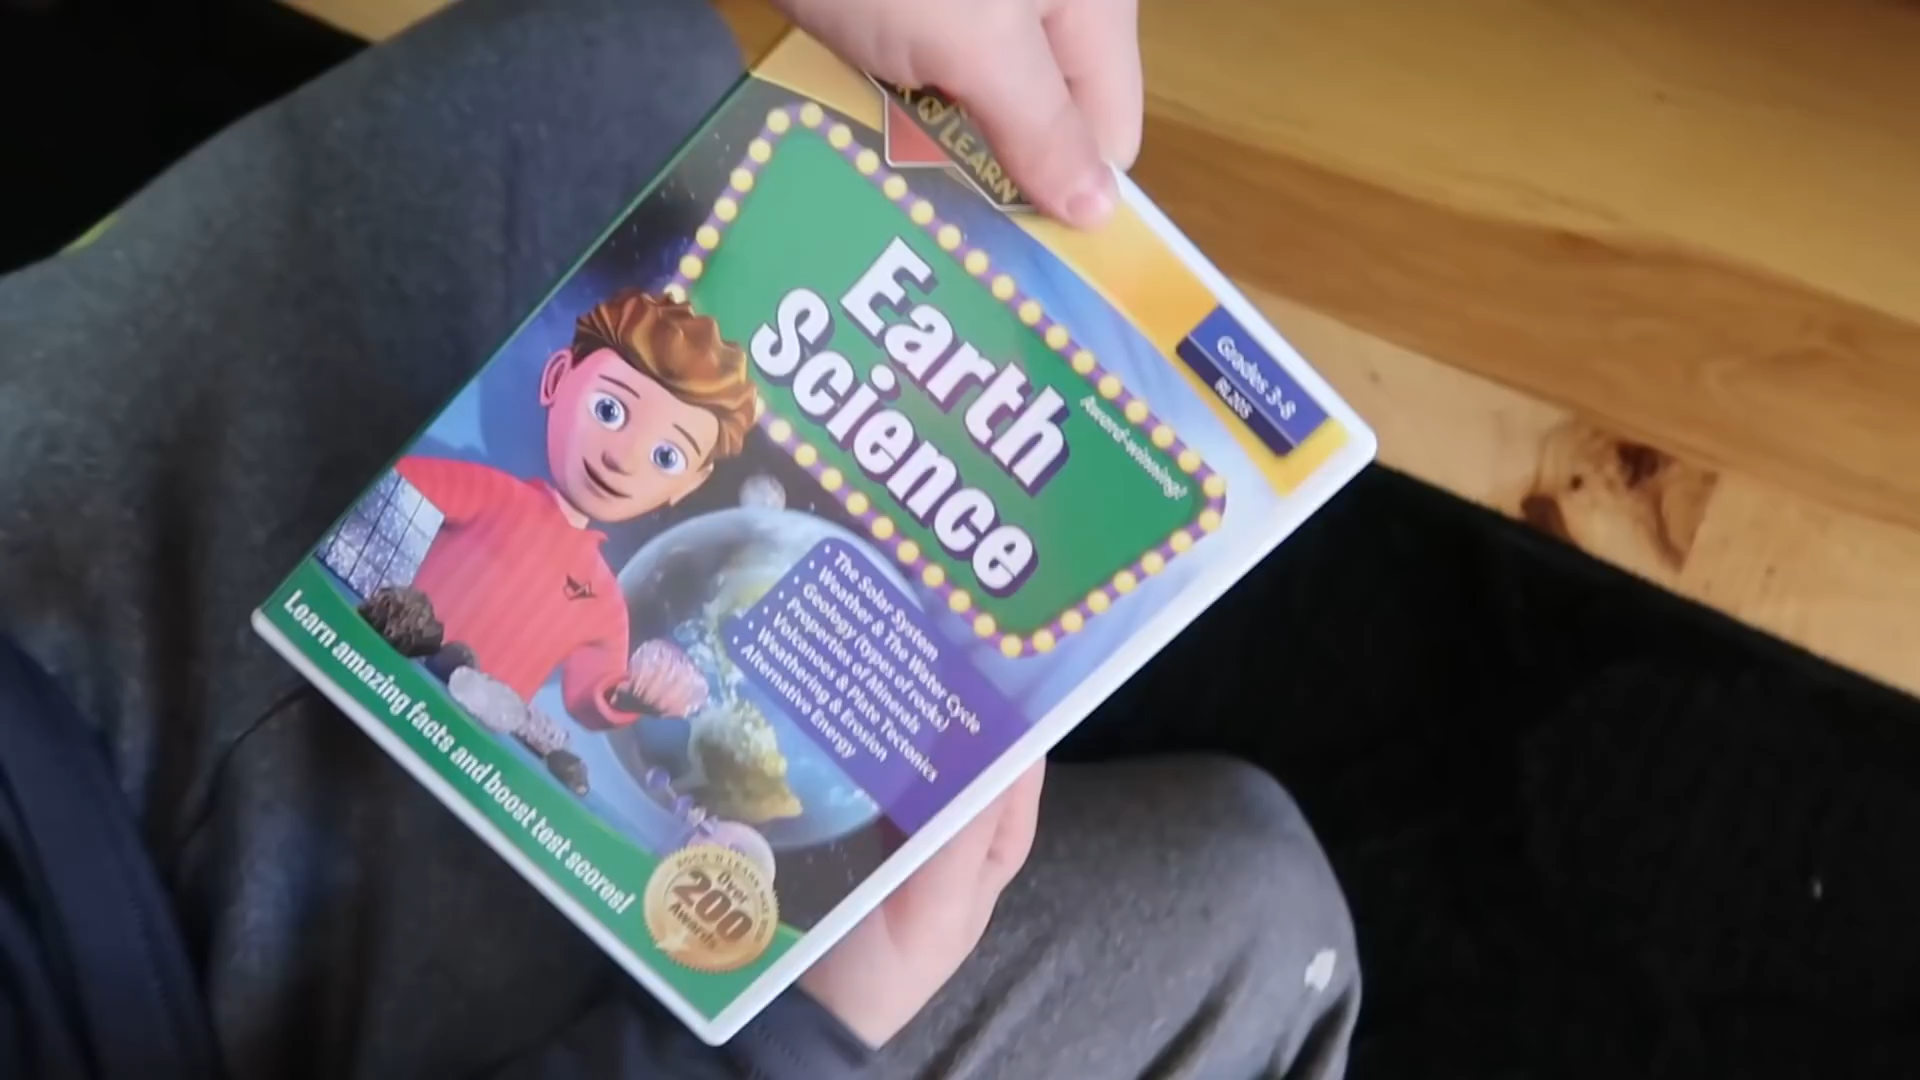 LEARN
Grades 3-8
RL205
Award-winning!
Earth
Science
• The Solar System
• Weather & The Water Cycle
• Geology (types of rocks)
• Properties of Minerals
• Volcanoes & Plate Tectonics
• Weathering & Erosion
• Alternative Energy
Learn amazing facts and boost test scores!
Over
200
Awards